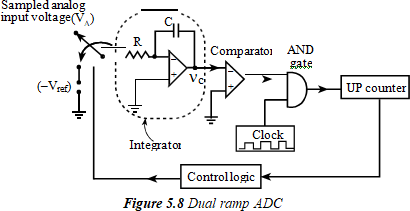 Sampled analog
input voltage(VA)
C
R
Comparator
AND
gate
−
+
VC
−
+
(−Vref)
UP counter
Clock
Integrator
Control logic
Figure 5.8 Dual ramp ADC